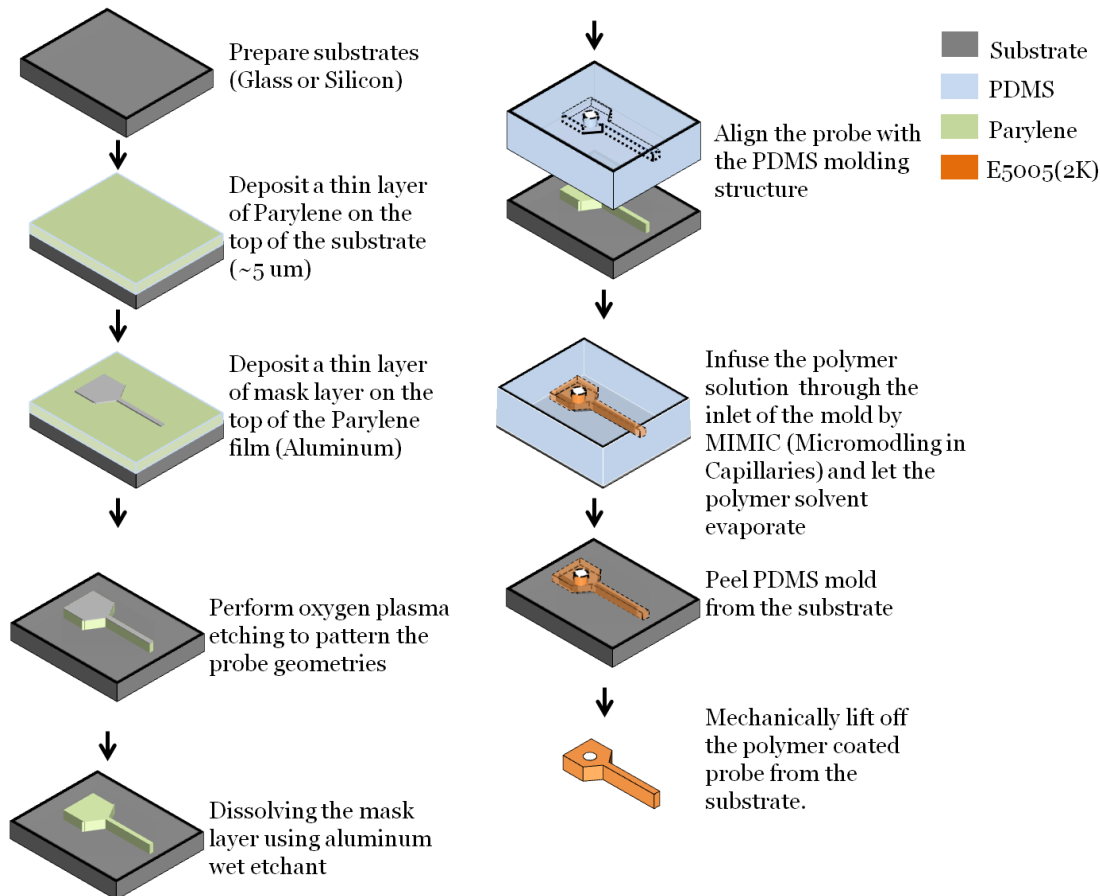 Prepare substrates
(Glass or Silicon)
Deposit a thin layer
of Parylene on the
top of the substrate
(~5 um)
Deposit a thin layer
of mask layer on the
top of the Parylene
film (Aluminum)
Perform oxygen plasma
etching to pattern the
probe geometries
Dissolving the mask
layer using aluminum
wet etchant
Align the probe with
the PDMS molding
structure
Infuse the polymer
solution through the
inlet of the mold by
MIMIC (Micromodling in
Capillaries) and let the
polymer solvent
evaporate
Peel PDMS mold
from the substrate
Mechanically lift off
the polymer coated
probe from the
substrate.
Substrate
PDMS
Parylene
E5005(2K)